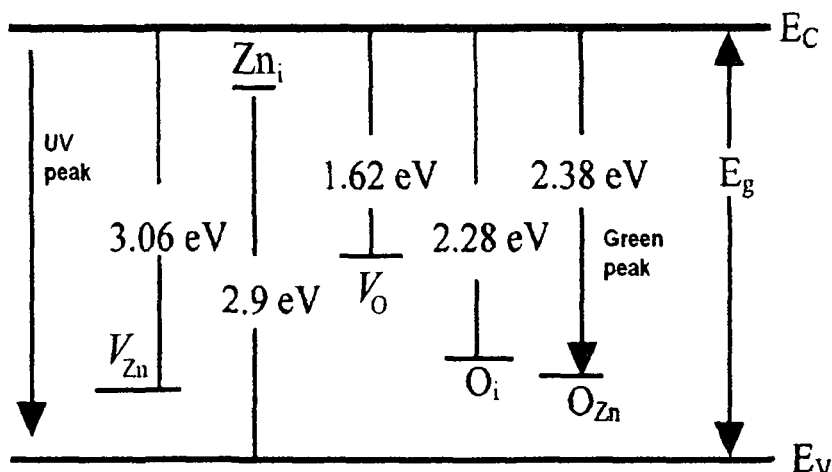 E_C
Zn_i
UV
peak
1.62 eV
2.38 eV
E_g
3.06 eV
2.28 eV
Green
peak
2.9 eV
V_O
V_Zn
O_i
O_Zn
E_V